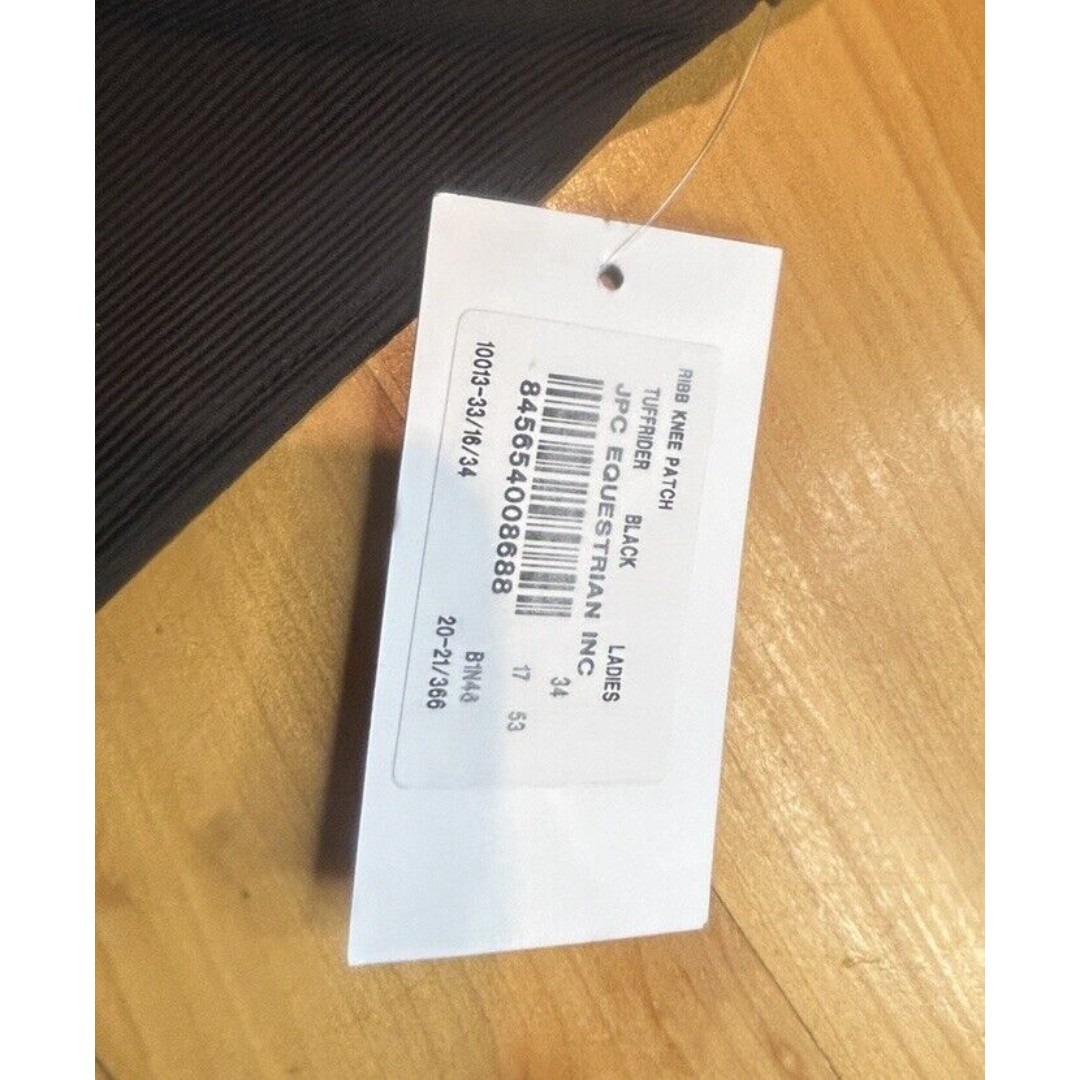 RIBB KNEE PATCH
TUFFRIDER BLACK LADIES
JPC EQUESTRIAN INC
34
845654008688 17 53
B1N48
10013-33/16/34 20-21/366